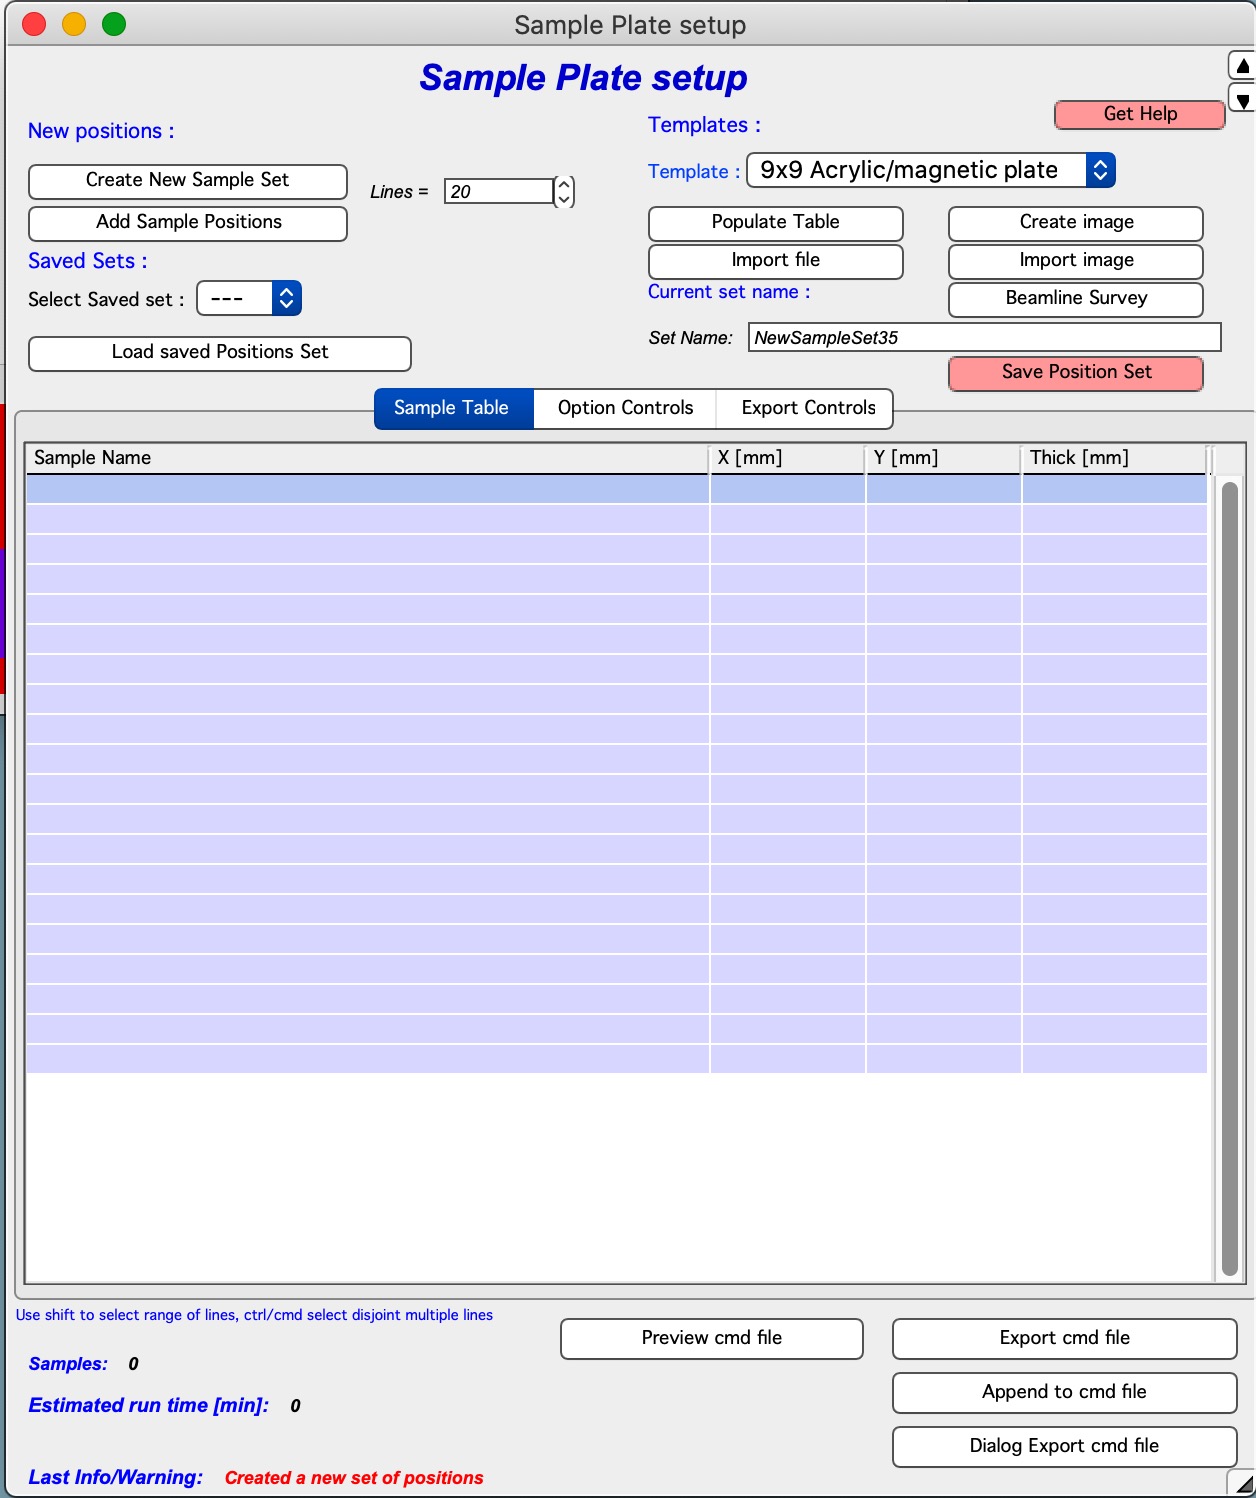 Sample Plate setup
Sample Plate setup
Get Help
New positions :
Templates :
Create New Sample Set
Lines = 20
Template : 9x9 Acrylic/magnetic plate
Add Sample Positions
Populate Table
Create image
Saved Sets :
Import file
Import image
Select Saved set : ---
Current set name :
Beamline Survey
Set Name: NewSampleSet35
Load saved Positions Set
Save Position Set
Sample Table
Option Controls
Export Controls
Sample Name
X [mm]
Y [mm]
Thick [mm]
Use shift to select range of lines, ctrl/cmd select disjoint multiple lines
Preview cmd file
Export cmd file
Samples: 0
Append to cmd file
Estimated run time [min]: 0
Dialog Export cmd file
Last Info/Warning: Created a new set of positions